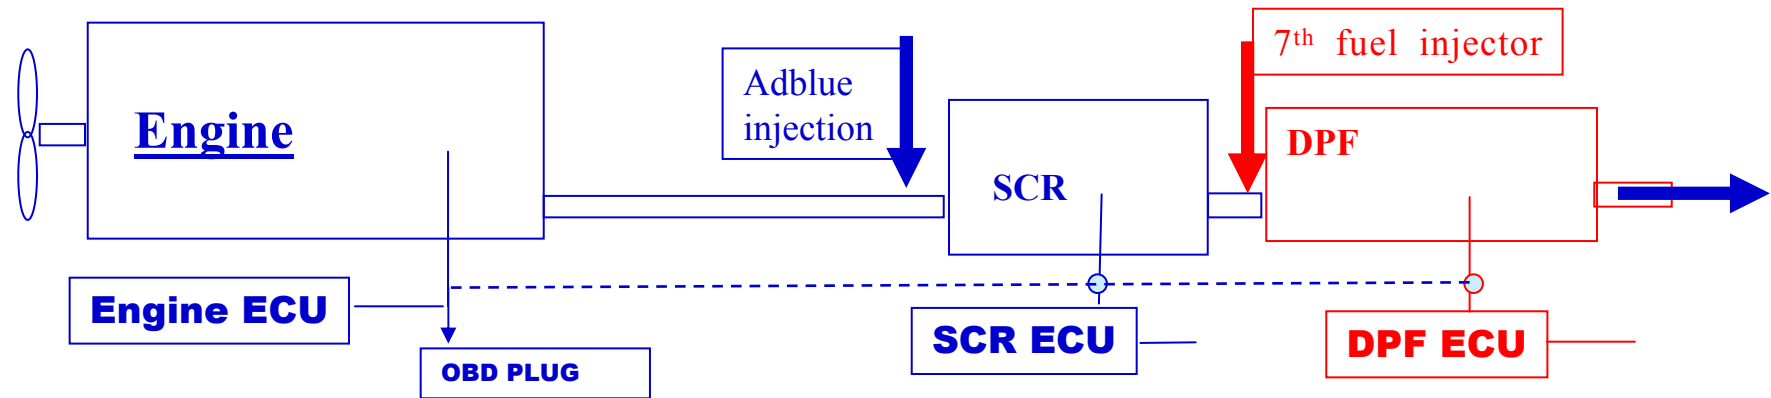 Engine
Adblue
injection
7th fuel injector
SCR
DPF
Engine ECU
OBD PLUG
SCR ECU
DPF ECU